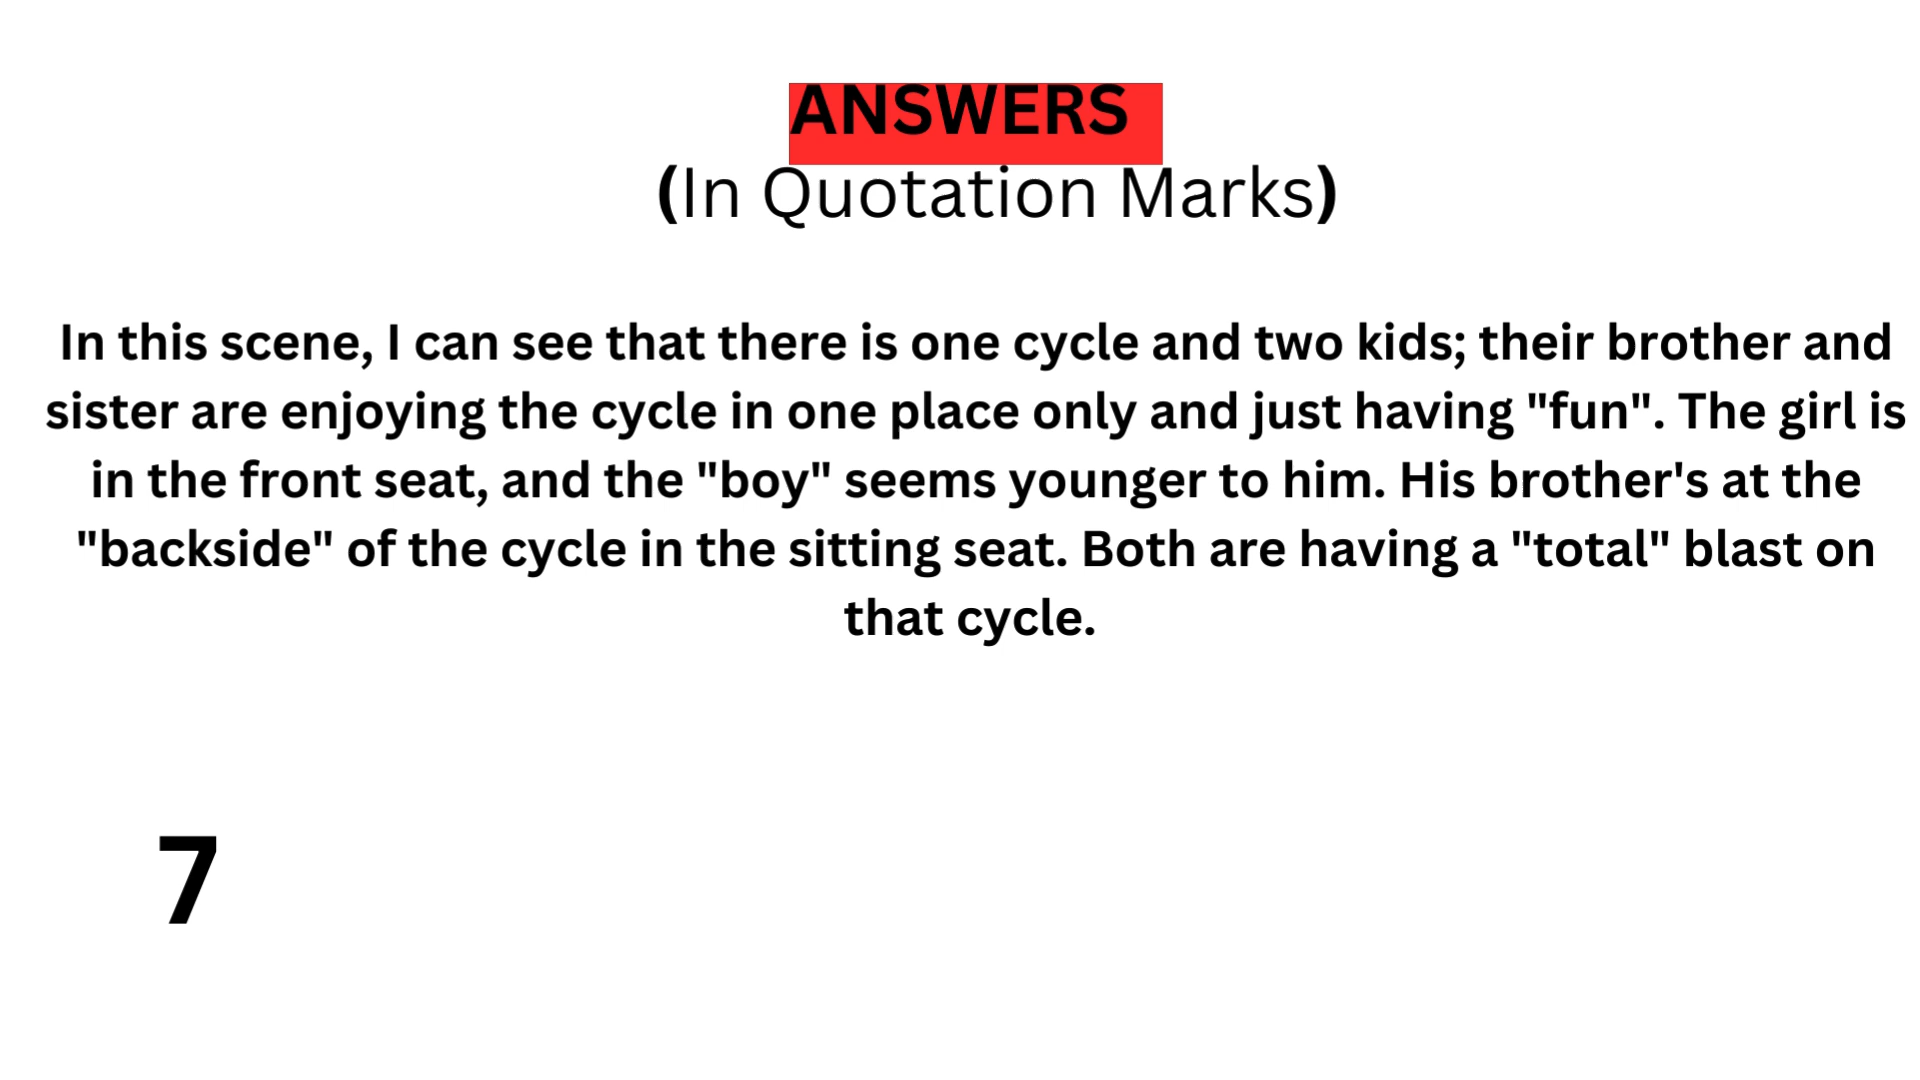 ANSWERS
(In Quotation Marks)
In this scene, I can see that there is one cycle and two kids; their brother and
sister are enjoying the cycle in one place only and just having "fun". The girl is
in the front seat, and the "boy" seems younger to him. His brother's at the
"backside" of the cycle in the sitting seat. Both are having a "total" blast on
that cycle.
7